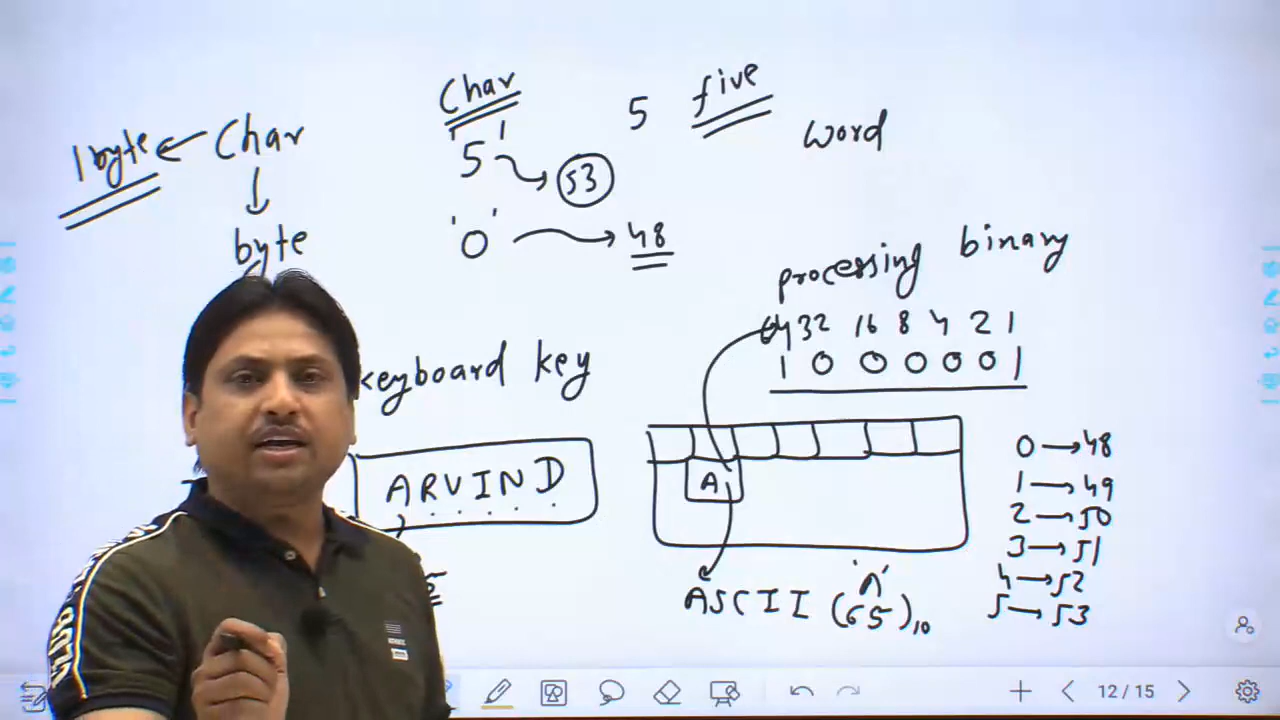 Char
5 five
word
1 byte ← Char
'5' → 53
↓
byte
'0' → 48
processing binary
64 32 16 8 4 2 1
1 0 0 0 0 0 1
keyboard key
ARVIND
A
0 → 48
1 → 49
2 → 50
3 → 51
4 → 52
5 → 53
'A'
ASCII (65)10
12 / 15